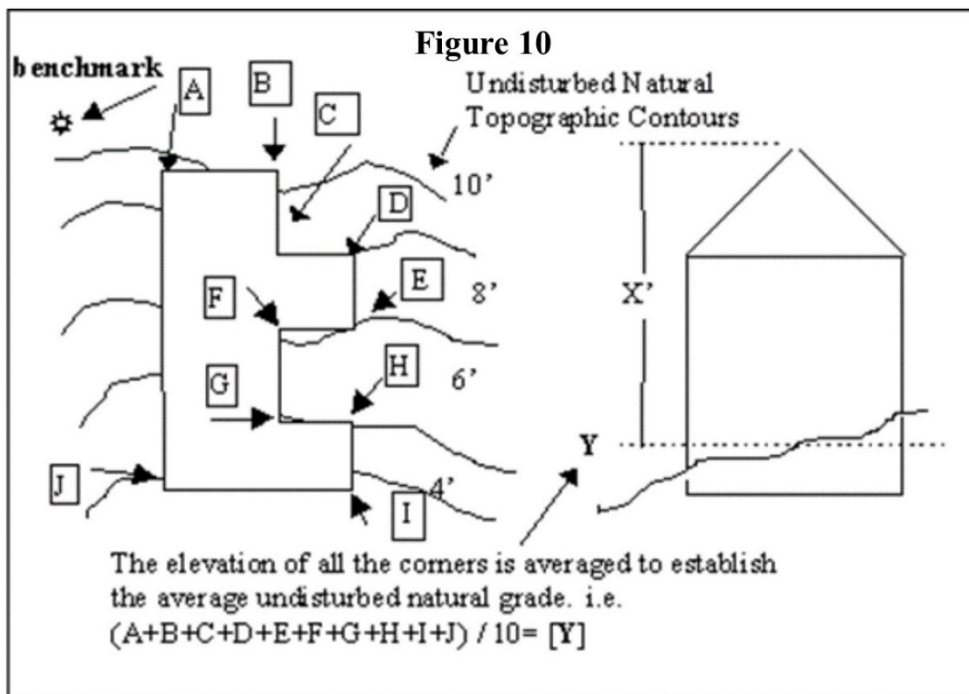 Figure 10
benchmark
A
B
C
Undisturbed Natural
Topographic Contours
10’
D
E
8’
F
X’
H
6’
G
Y
J
4’
I
The elevation of all the corners is averaged to establish
the average undisturbed natural grade. i.e.
(A+B+C+D+E+F+G+H+I+J) / 10= [Y]